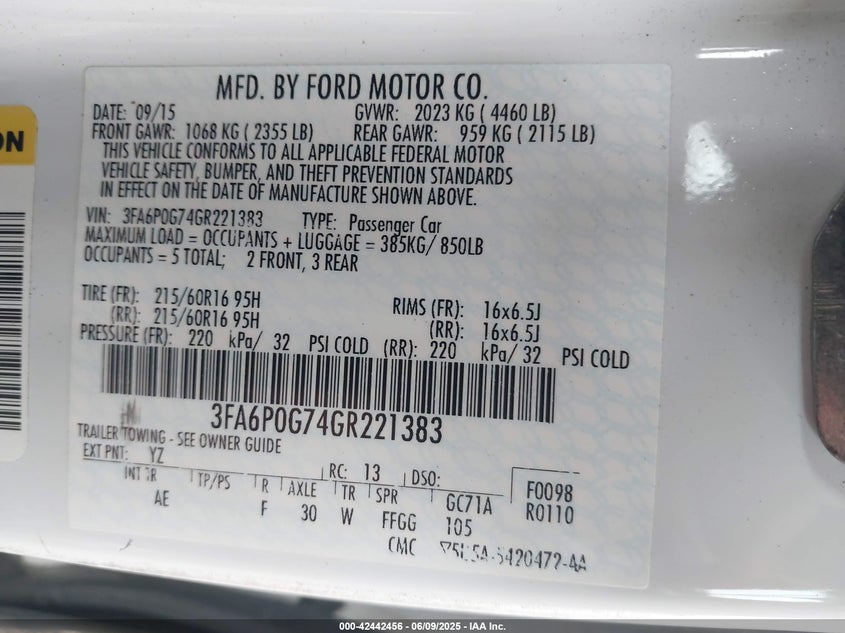 MFD. BY FORD MOTOR CO.
DATE: 09/15 GVWR: 2023 KG ( 4460 LB)
FRONT GAWR: 1068 KG ( 2355 LB) REAR GAWR: 959 KG ( 2115 LB)
THIS VEHICLE CONFORMS TO ALL APPLICABLE FEDERAL MOTOR
VEHICLE SAFETY, BUMPER, AND THEFT PREVENTION STANDARDS
IN EFFECT ON THE DATE OF MANUFACTURE SHOWN ABOVE.
VIN: 3FA6P0G74GR221383 TYPE: Passenger Car
MAXIMUM LOAD = OCCUPANTS + LUGGAGE = 385KG/ 850LB
OCCUPANTS = 5 TOTAL; 2 FRONT, 3 REAR
TIRE (FR): 215/60R16 95H RIMS (FR): 16x6.5J
(RR): 215/60R16 95H (RR): 16x6.5J
PRESSURE (FR): 220 kPa/ 32 PSI COLD (RR): 220 kPa/ 32 PSI COLD
3FA6P0G74GR221383
TRAILER TOWING - SEE OWNER GUIDE
EXT PNT: YZ RC: 13 DSO: F0098
INT TR TP/PS R AXLE TR SPR GC71A R0110
AE F 30 W FFGG 105
CMC
ON
000-42442456 - 06/09/2025 - IAA Inc.